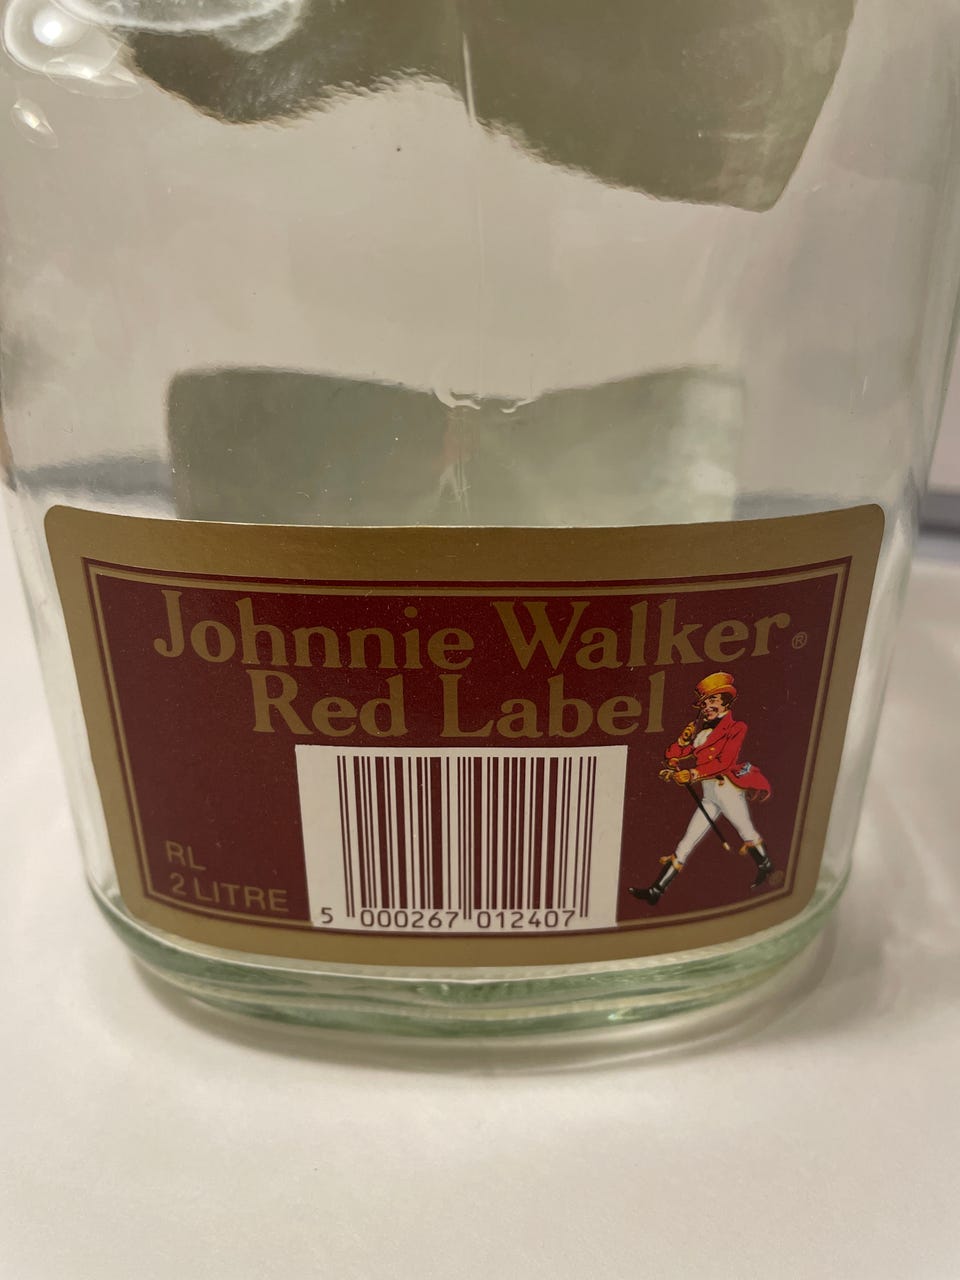 Johnnie Walker®
Red Label
RL
2 LITRE
5 000267 012407